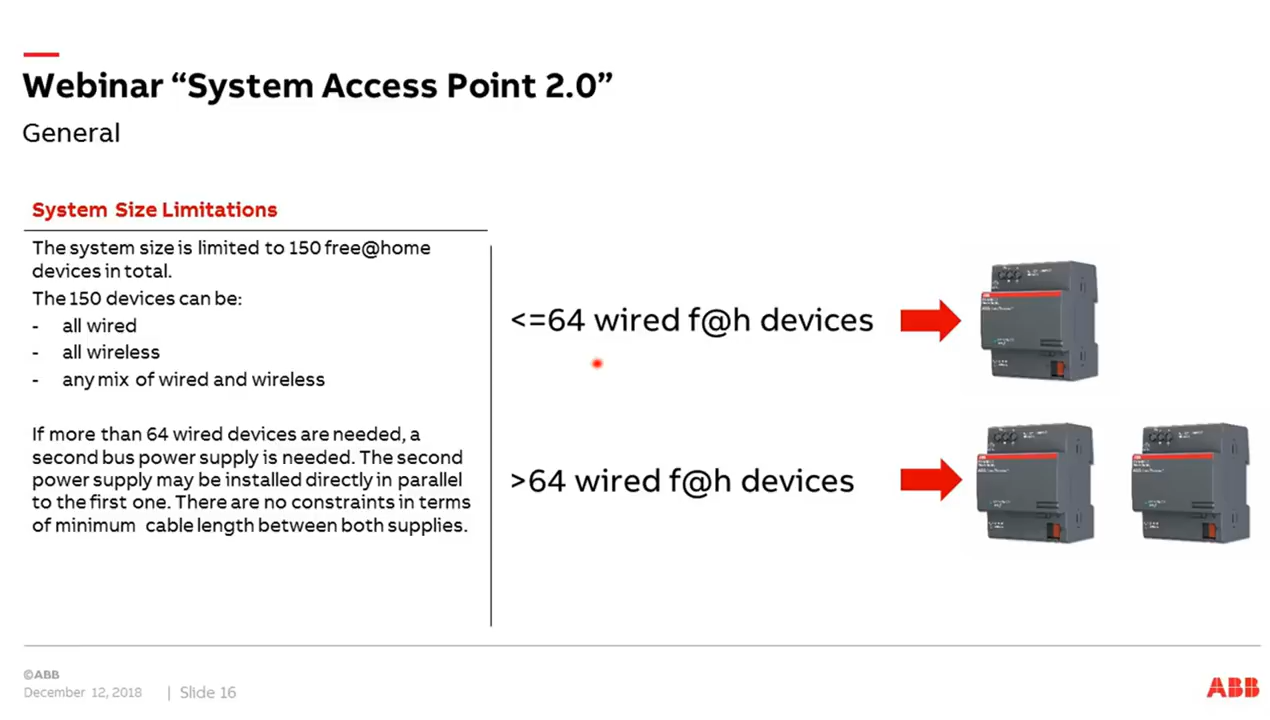 Webinar “System Access Point 2.0”
General
System Size Limitations
The system size is limited to 150 free@home
devices in total.
The 150 devices can be:
- all wired
- all wireless
- any mix of wired and wireless
If more than 64 wired devices are needed, a
second bus power supply is needed. The second
power supply may be installed directly in parallel
to the first one. There are no constraints in terms
of minimum cable length between both supplies.
<=64 wired f@h devices
>64 wired f@h devices
©ABB
December 12, 2018 | Slide 16
ABB